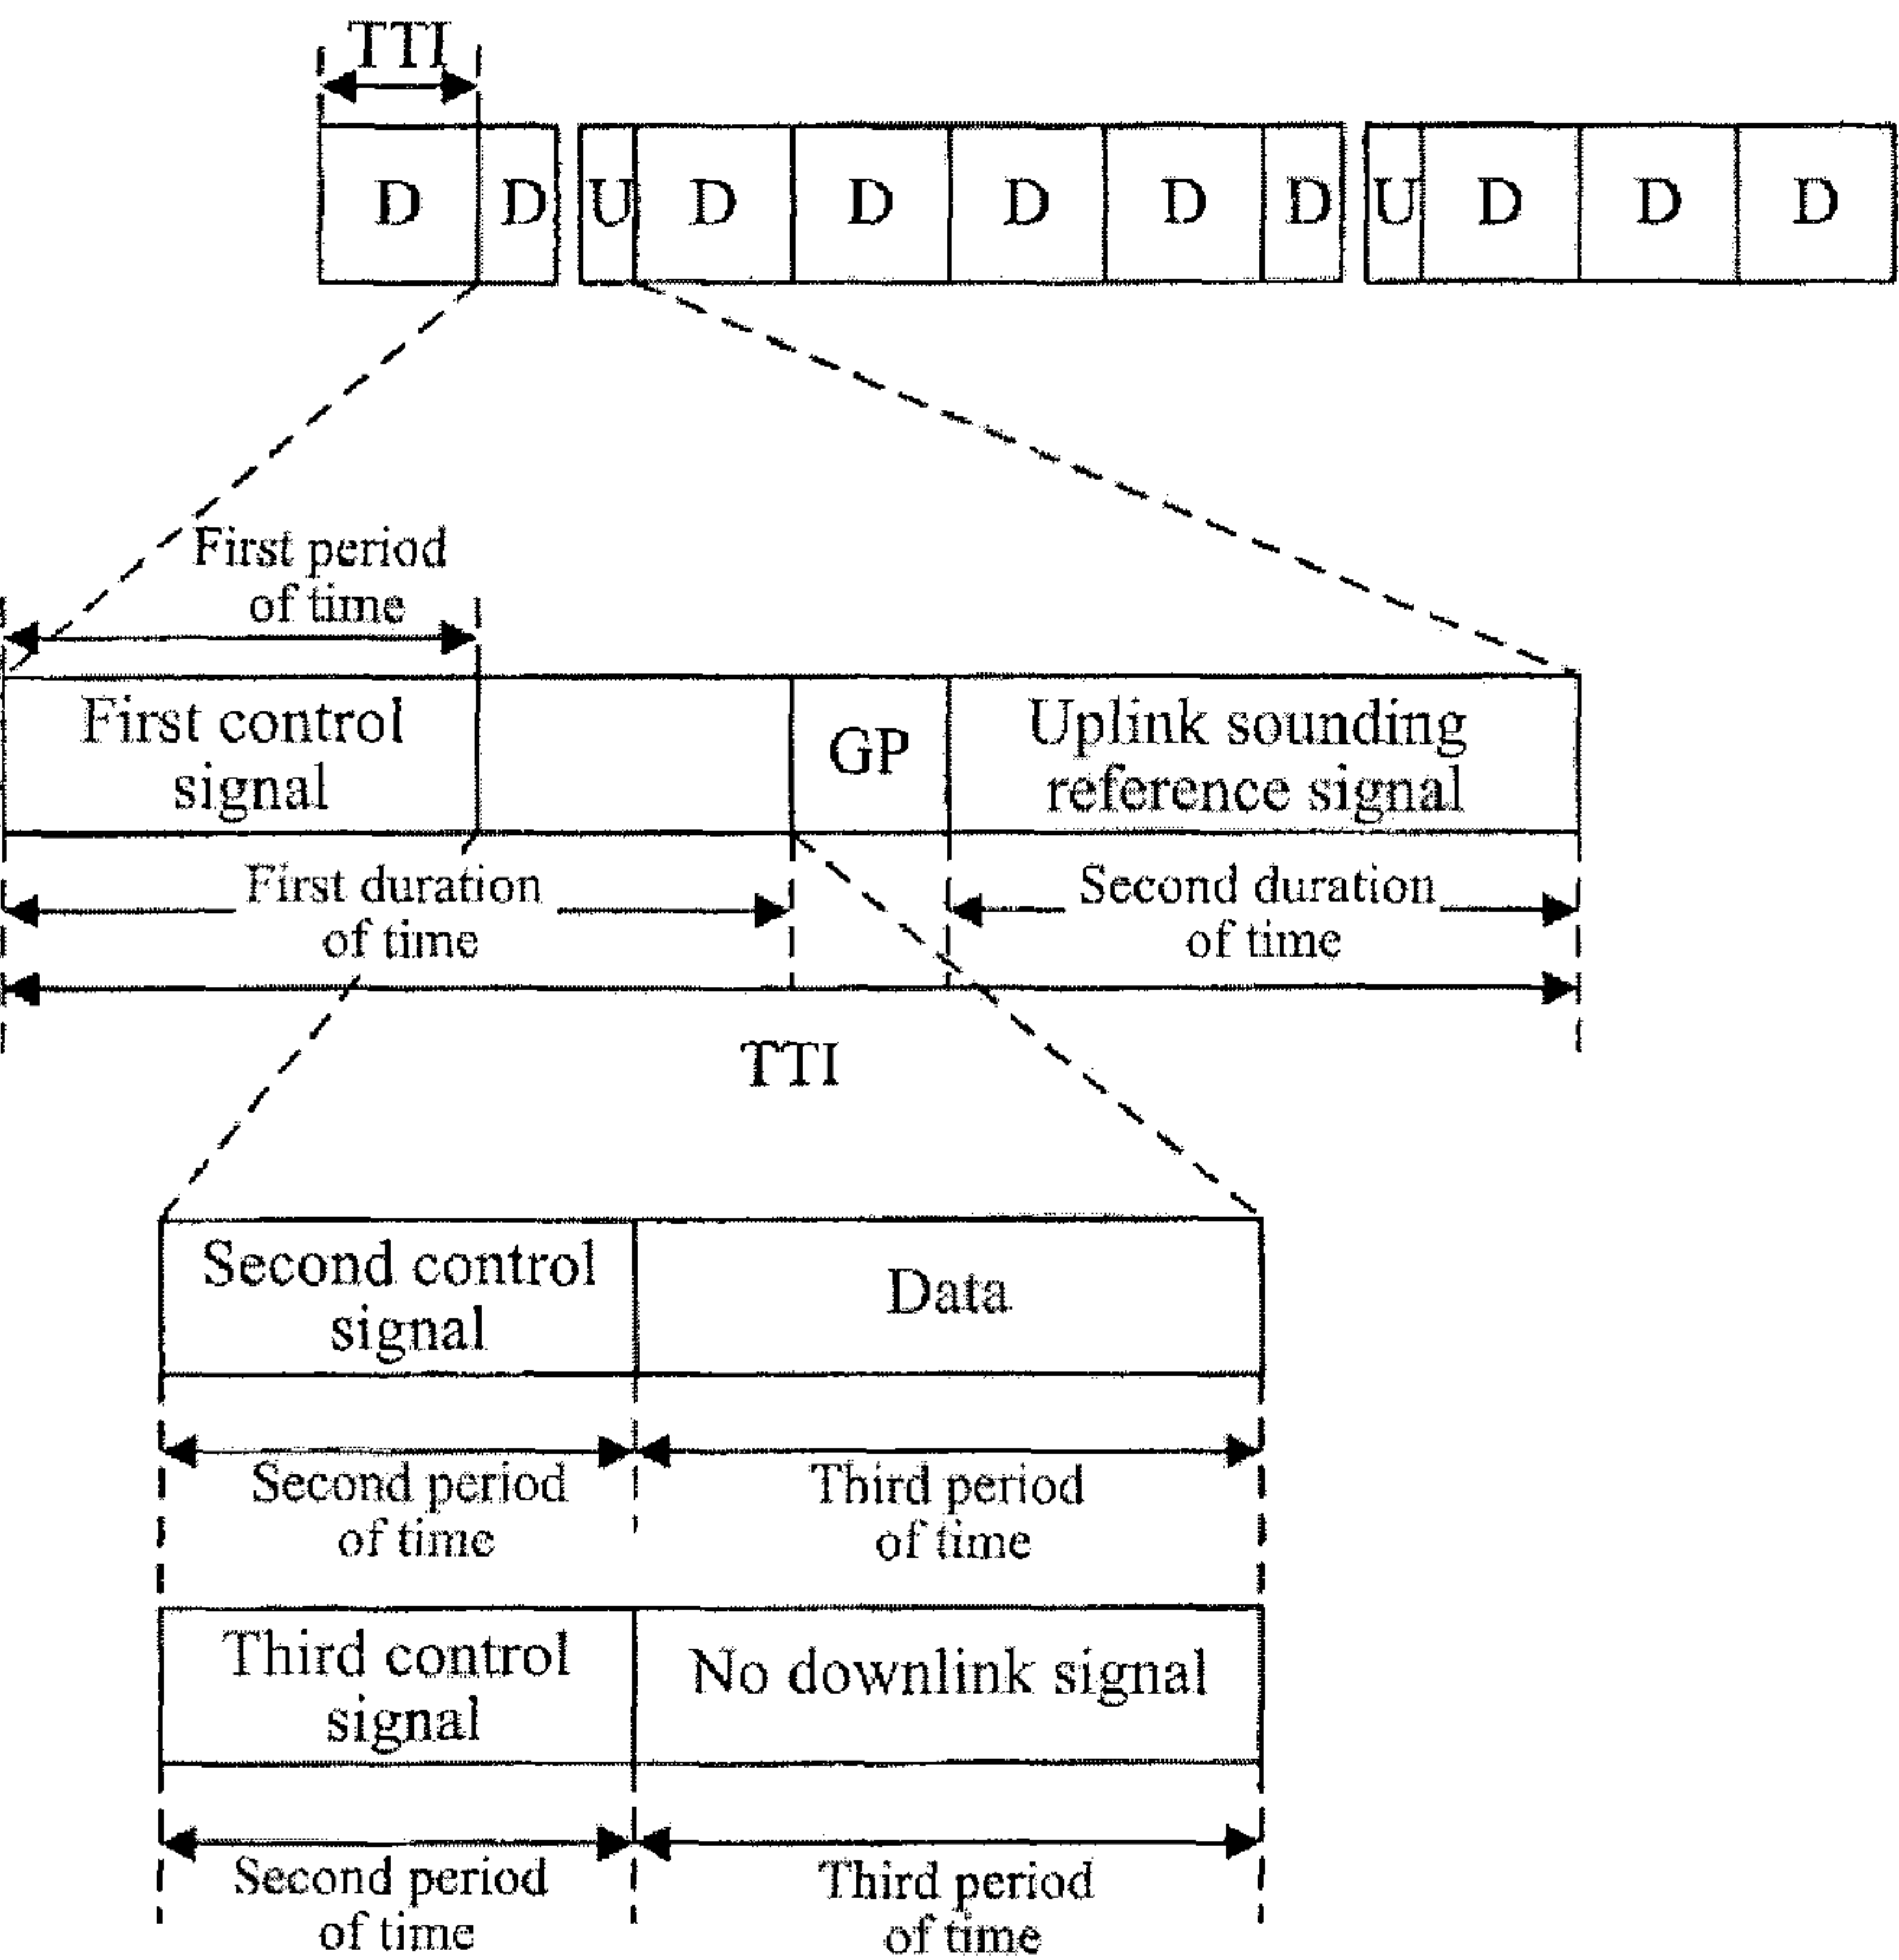 TTI
D D U D D D D D U D D D
First period
of time
First control
signal
GP
Uplink sounding
reference signal
First duration
of time
Second duration
of time
TTI
Second control
signal
Data
Second period
of time
Third period
of time
Third control
signal
No downlink signal
Second period
of time
Third period
of time